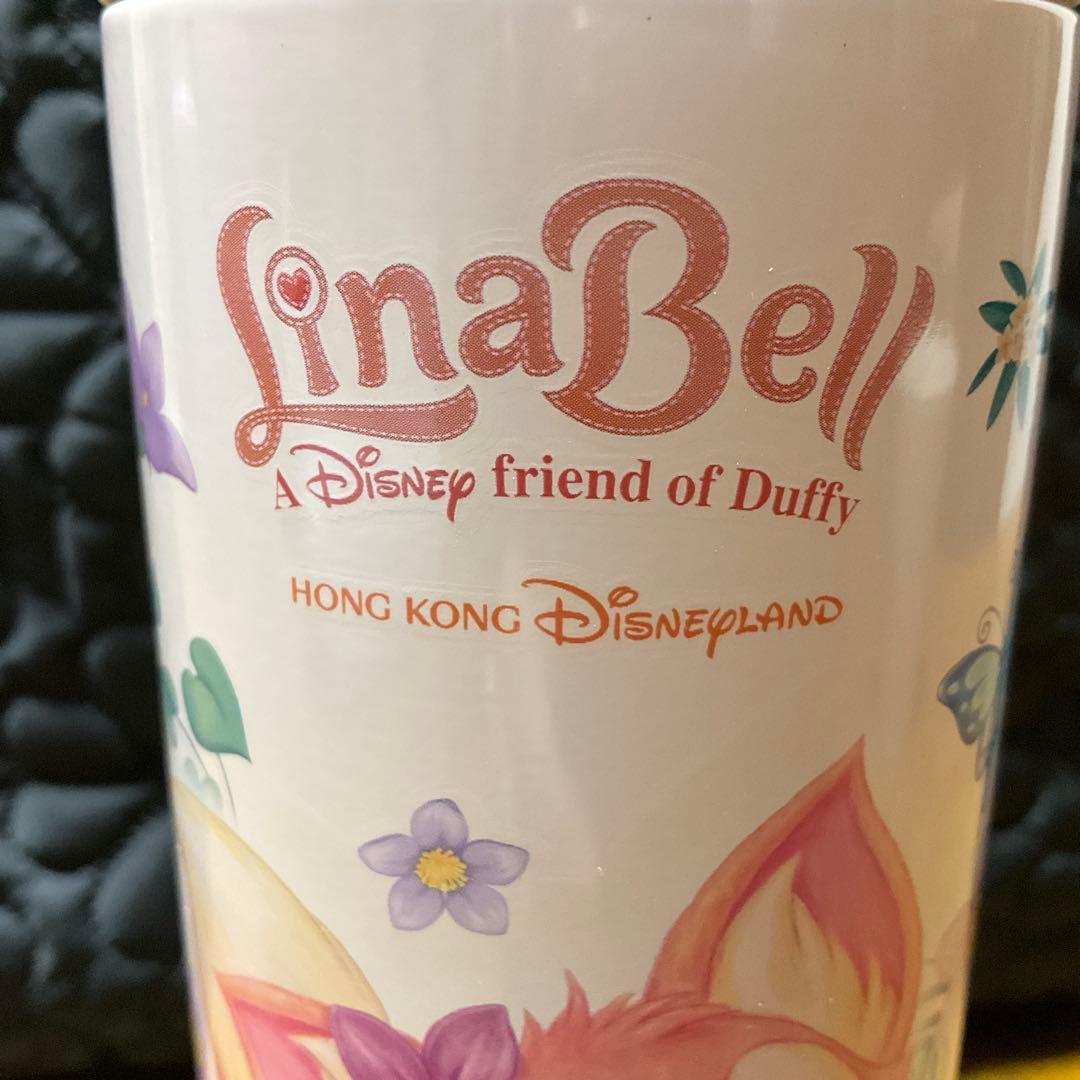 LinaBell
A Disney friend of Duffy
HONG KONG Disneyland